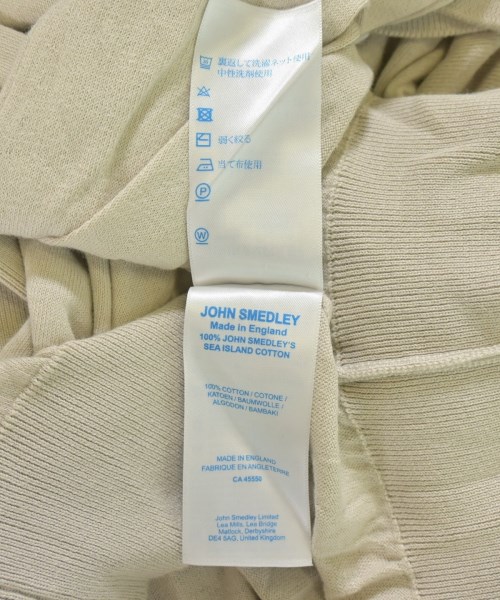 裏返して洗濯ネット使用
中性洗剤使用
弱く絞る
当て布使用
P
W
JOHN SMEDLEY
Made in England
100% JOHN SMEDLEY'S
SEA ISLAND COTTON
100% COTTON / COTONE /
KATOEN / BAUMWOLLE /
ALGODON / BAMBAKI
MADE IN ENGLAND
FABRIQUE EN ANGLETERRE
CA 45550
John Smedley Limited
Lea Mills, Lea Bridge
Matlock, Derbyshire
DE4 5AG, United Kingdom